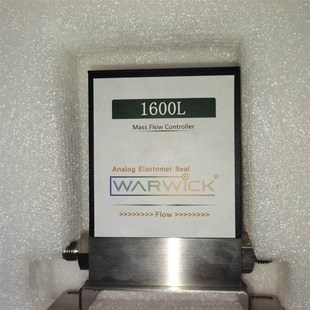 1600L
Mass Flow Controller
Analog Elastomer Seal
WARWICK
>>>>>>>> Flow >>>>>>>>